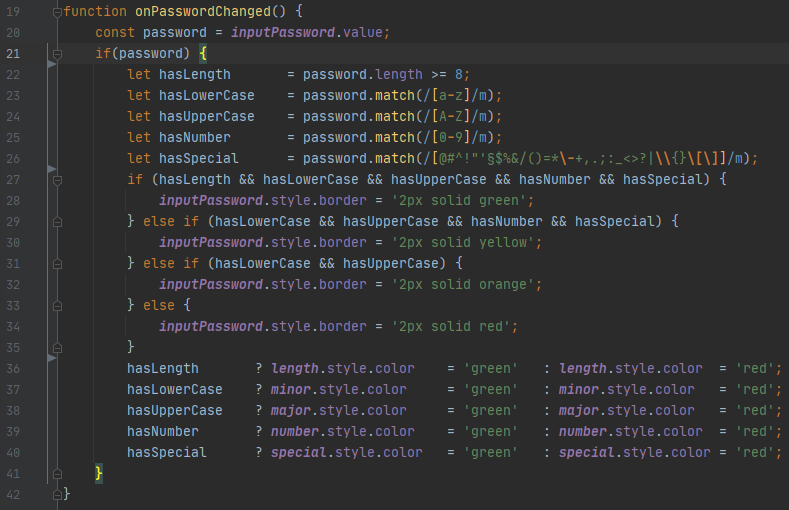 19 function onPasswordChanged() {
20     const password = inputPassword.value;
21     if(password) {
22         let hasLength       = password.length >= 8;
23         let hasLowerCase    = password.match(/[a-z]/m);
24         let hasUpperCase    = password.match(/[A-Z]/m);
25         let hasNumber       = password.match(/[0-9]/m);
26         let hasSpecial      = password.match(/[@#^!"'§$%&/()=*\-+,.;:_<>?|\\{}\[\]]/m);
27         if (hasLength && hasLowerCase && hasUpperCase && hasNumber && hasSpecial) {
28             inputPassword.style.border = '2px solid green';
29         } else if (hasLowerCase && hasUpperCase && hasNumber && hasSpecial) {
30             inputPassword.style.border = '2px solid yellow';
31         } else if (hasLowerCase && hasUpperCase) {
32             inputPassword.style.border = '2px solid orange';
33         } else {
34             inputPassword.style.border = '2px solid red';
35         }
36         hasLength       ? length.style.color    = 'green'   : length.style.color  = 'red';
37         hasLowerCase    ? minor.style.color     = 'green'   : minor.style.color   = 'red';
38         hasUpperCase    ? major.style.color     = 'green'   : major.style.color   = 'red';
39         hasNumber       ? number.style.color    = 'green'   : number.style.color  = 'red';
40         hasSpecial      ? special.style.color   = 'green'   : special.style.color = 'red';
41     }
42 }